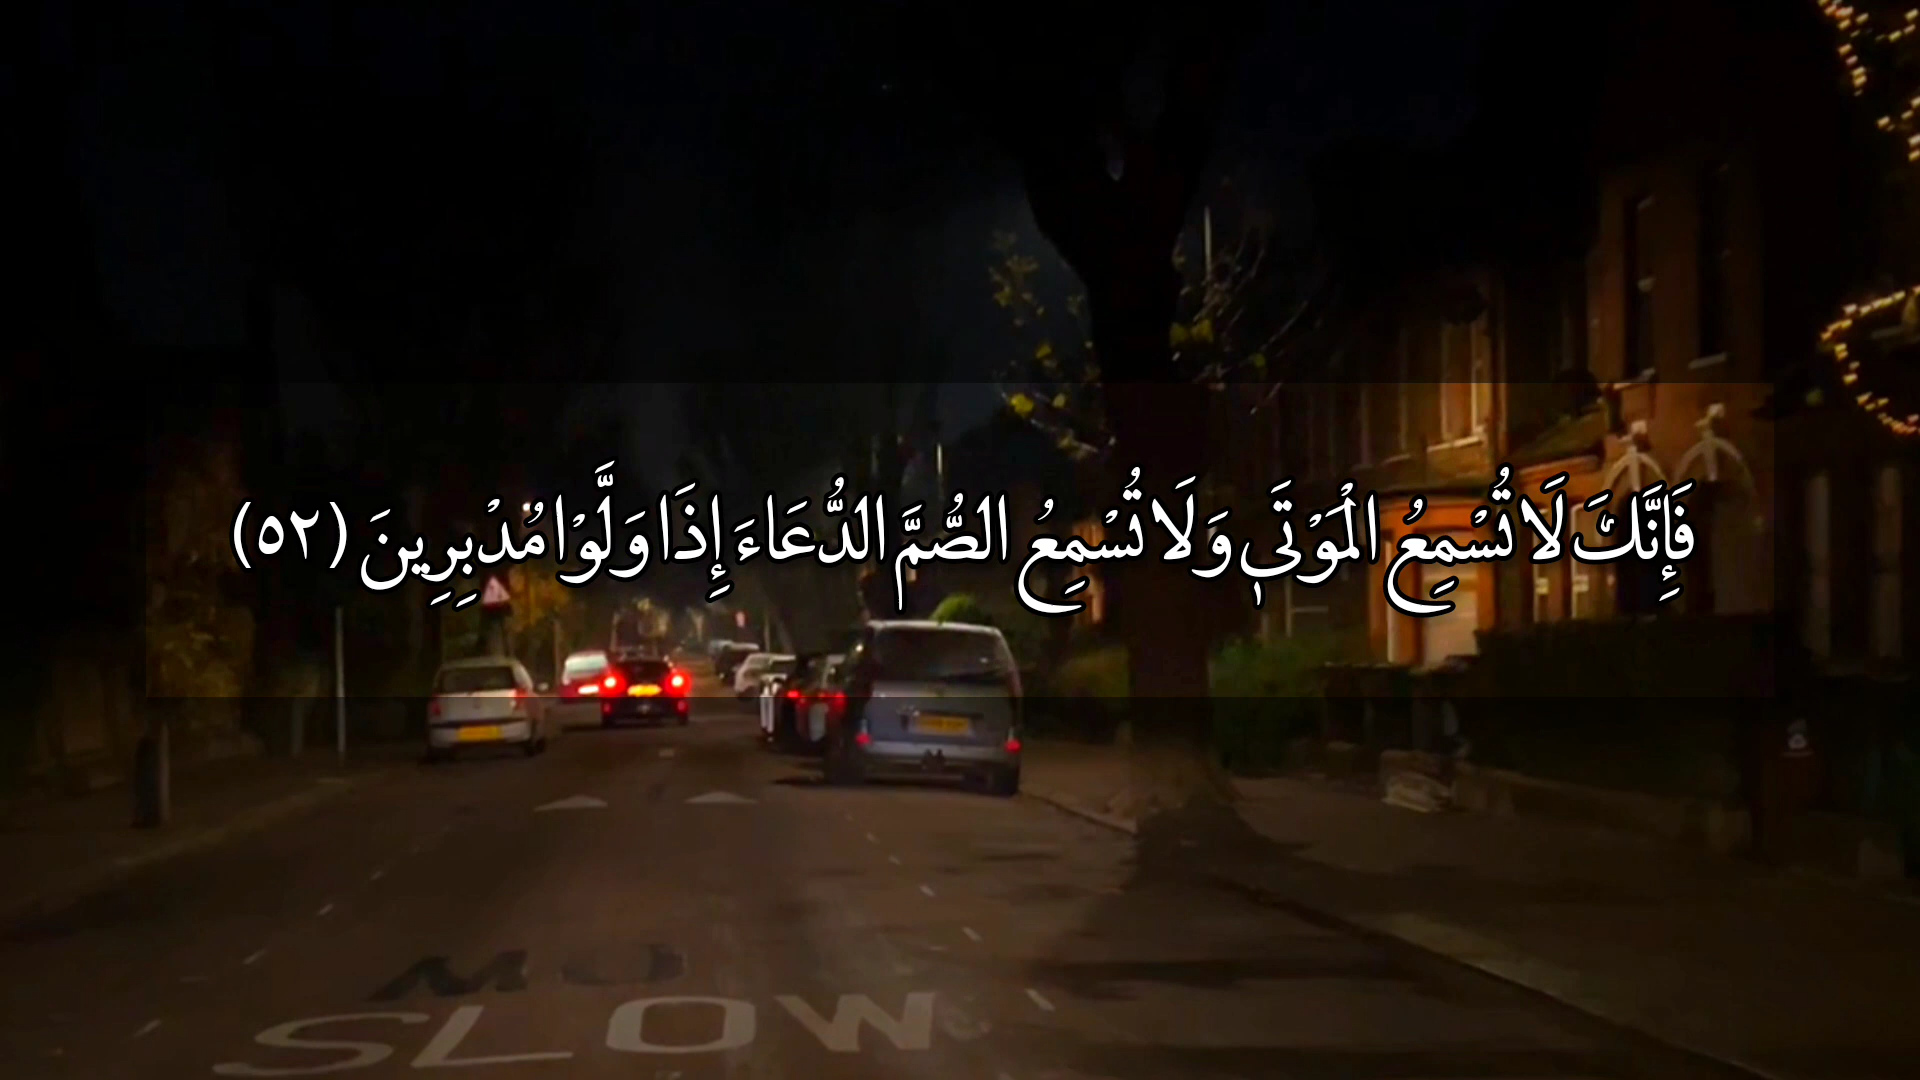 فَإِنَّكَ لَا تُسْمِعُ الْمَوْتَىٰ وَلَا تُسْمِعُ الصُّمَّ الدُّعَاءَ إِذَا وَلَّوْا مُدْبِرِينَ (٥٢)
SLOW